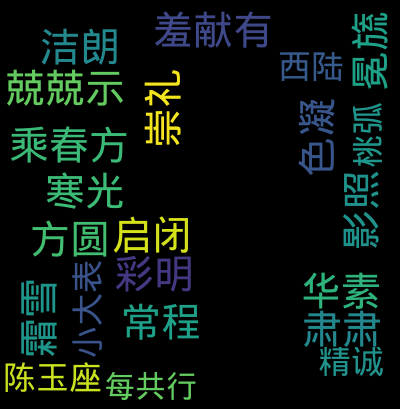 羞献有
洁朗
冕旒
西陆
兢兢示
崇礼
色凝
桃弧
乘春方
寒光
影照
启闭
方圆
彩明
小大表
霜雪
华素
常程
肃肃
精诚
陈玉座
每共行